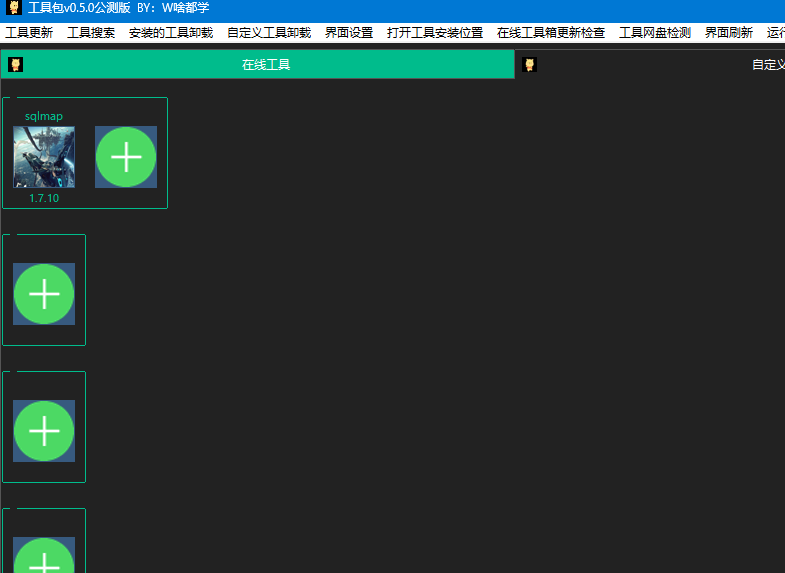 工具包v0.5.0公测版 BY：W啥都学
工具更新 工具搜索 安装的工具卸载 自定义工具卸载 界面设置 打开工具安装位置 在线工具箱更新检查 工具网盘检测 界面刷新 运行
在线工具 自定义
sqlmap
1.7.10